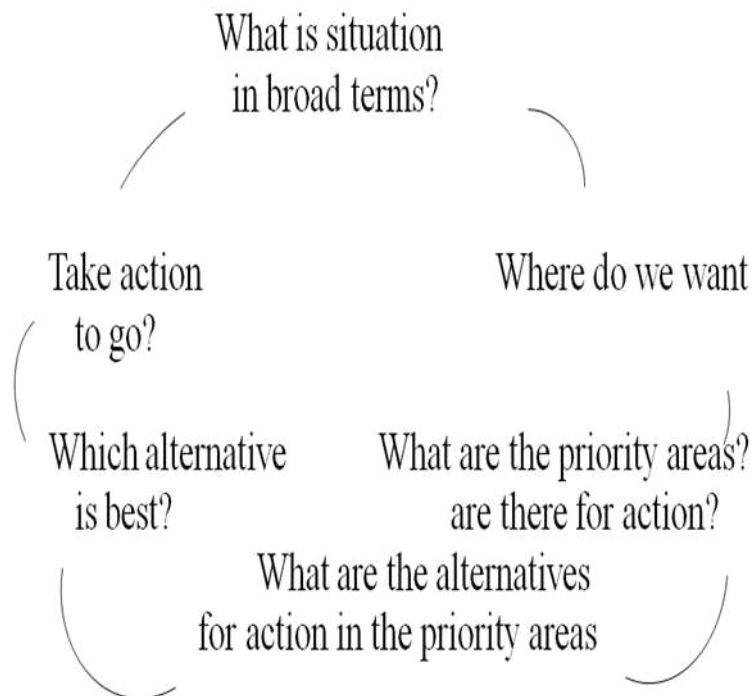 What is situation
in broad terms?
Take action Where do we want
to go?
Which alternative What are the priority areas?
is best? are there for action?
What are the alternatives
for action in the priority areas